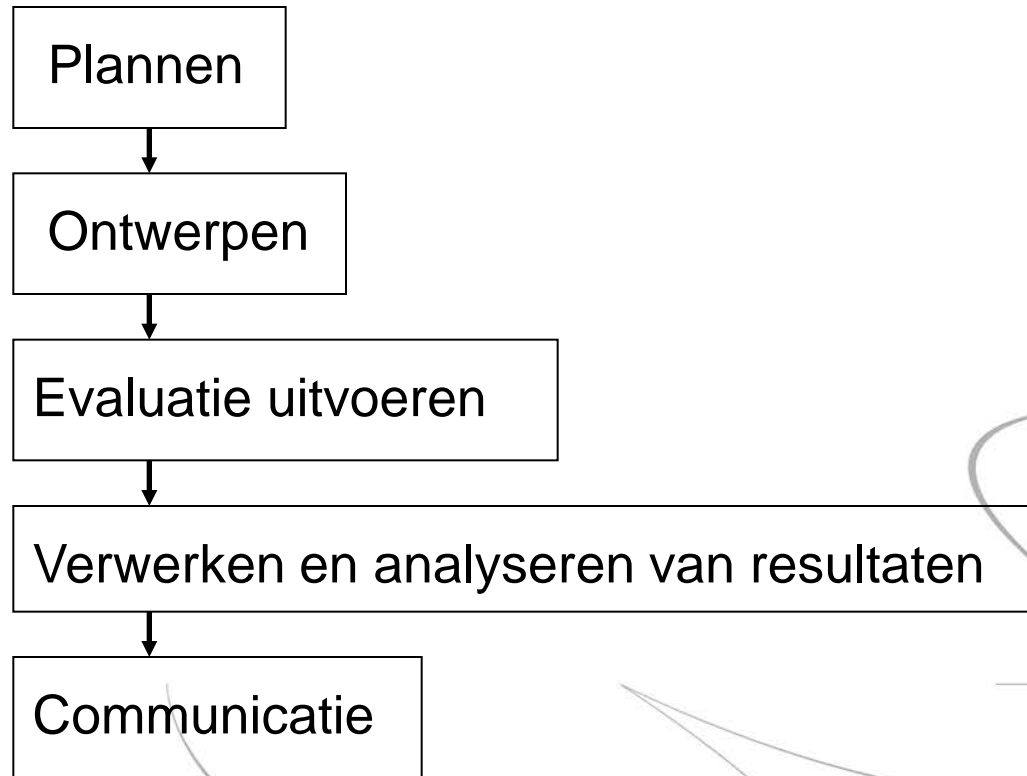 Plannen
Ontwerpen
Evaluatie uitvoeren
Verwerken en analyseren van resultaten
Communicatie